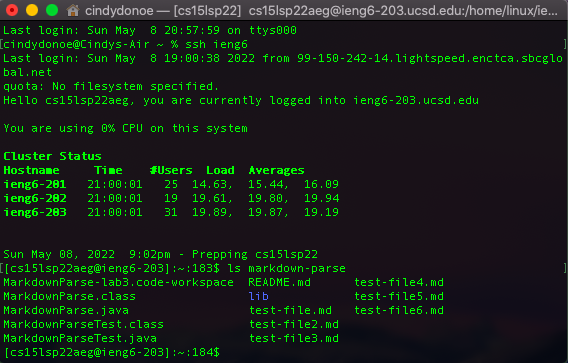 cindydonoe — [cs15lsp22] cs15lsp22aeg@ieng6-203.ucsd.edu:/home/linux/ie...
Last login: Sun May  8 20:57:59 on ttys000
[cindydonoe@Cindys-Air ~ % ssh ieng6
Last login: Sun May  8 19:00:38 2022 from 99-150-242-14.lightspeed.enctca.sbcglo
bal.net
quota: No filesystem specified.
Hello cs15lsp22aeg, you are currently logged into ieng6-203.ucsd.edu
You are using 0% CPU on this system
Cluster Status
Hostname     Time    #Users  Load  Averages
ieng6-201   21:00:01   25  14.63,  15.44,  16.09
ieng6-202   21:00:01   19  19.61,  19.80,  19.94
ieng6-203   21:00:01   31  19.89,  19.87,  19.19
Sun May 08, 2022  9:02pm - Prepping cs15lsp22
[[cs15lsp22aeg@ieng6-203]:~:183$ ls markdown-parse ]
MarkdownParse-lab3.code-workspace  README.md      test-file4.md
MarkdownParse.class                lib            test-file5.md
MarkdownParse.java                 test-file.md   test-file6.md
MarkdownParseTest.class            test-file2.md
MarkdownParseTest.java             test-file3.md
[cs15lsp22aeg@ieng6-203]:~:184$